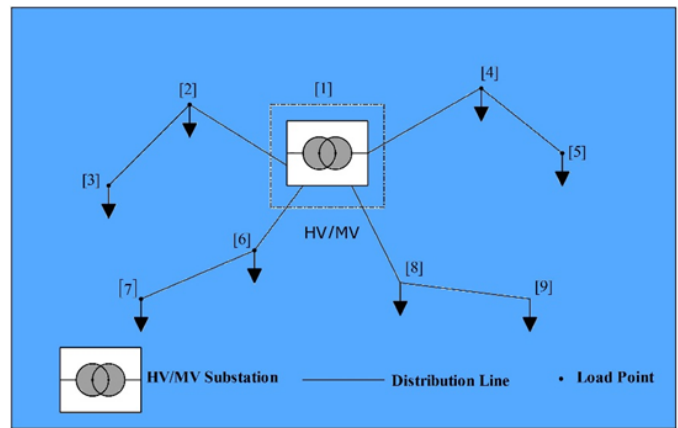 [1]
[2]
[4]
[3]
[5]
[6]
HV/MV
[7]
[8]
[9]
HV/MV Substation
Distribution Line
Load Point